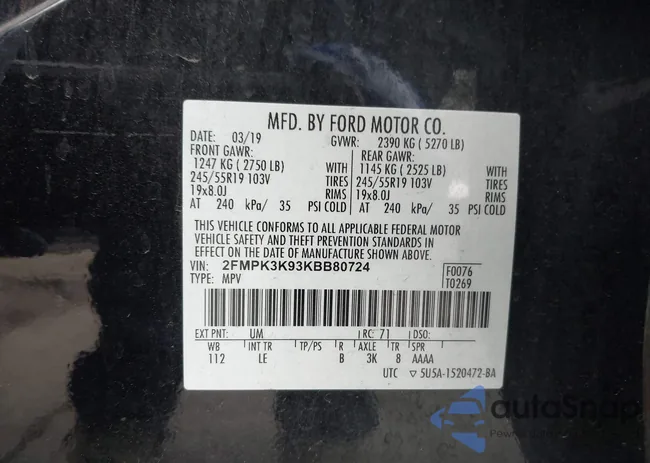 MFD. BY FORD MOTOR CO.
DATE: 03/19 GVWR: 2390 KG ( 5270 LB)
FRONT GAWR: REAR GAWR:
1247 KG ( 2750 LB) WITH 1145 KG ( 2525 LB) WITH
245/55R19 103V TIRES 245/55R19 103V TIRES
19x8.0J RIMS 19x8.0J RIMS
AT 240 kPa/ 35 PSI COLD AT 240 kPa/ 35 PSI COLD
THIS VEHICLE CONFORMS TO ALL APPLICABLE FEDERAL MOTOR
VEHICLE SAFETY AND THEFT PREVENTION STANDARDS IN
EFFECT ON THE DATE OF MANUFACTURE SHOWN ABOVE.
VIN: 2FMPK3K93KBB80724 F0076
TYPE: MPV T0269
EXT PNT: UM RC: 71 DSO:
WB INT TR TP/PS R AXLE TR SPR
112 LE B 3K 8 AAAA
UTC ▽ 5U5A-1520472-BA
autoSnap